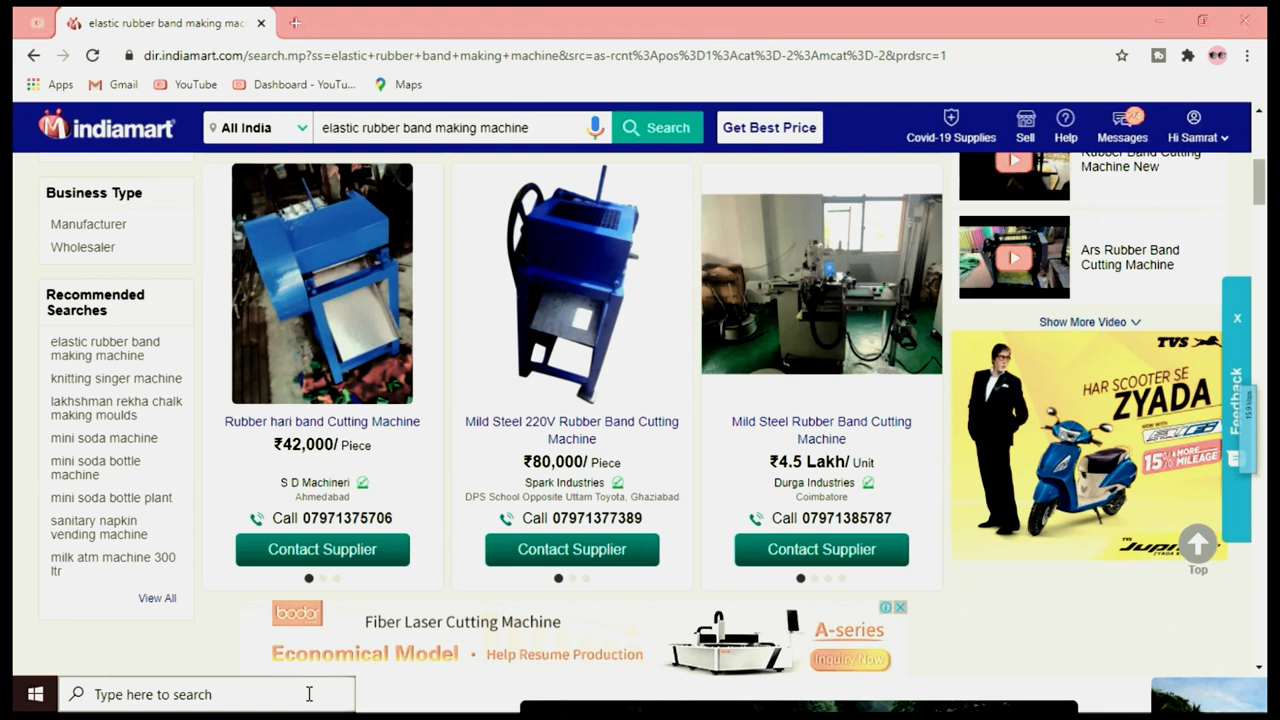 elastic rubber band making mac
dir.indiamart.com/search.mp?ss=elastic+rubber+band+making+machine&src=as-rcnt%3Apos%3D1%3Acat%3D-2%3Amcat%3D-2&prdsrc=1
Apps Gmail YouTube Dashboard - YouTu... Maps
indiamart All India elastic rubber band making machine Search Get Best Price Covid-19 Supplies Sell Help Messages Hi Samrat
Business Type
Manufacturer
Wholesaler
Recommended
Searches
elastic rubber band
making machine
knitting singer machine
lakhshman rekha chalk
making moulds
mini soda machine
mini soda bottle
machine
mini soda bottle plant
sanitary napkin
vending machine
milk atm machine 300
ltr
View All
Rubber hari band Cutting Machine
₹42,000/ Piece
S D Machineri
Ahmedabad
Call 07971375706
Contact Supplier
Mild Steel 220V Rubber Band Cutting
Machine
₹80,000/ Piece
Spark Industries
DPS School Opposite Uttam Toyota, Ghaziabad
Call 07971377389
Contact Supplier
Mild Steel Rubber Band Cutting
Machine
₹4.5 Lakh/ Unit
Durga Industries
Coimbatore
Call 07971385787
Contact Supplier
Rubber Band Cutting
Machine New
Ars Rubber Band
Cutting Machine
Show More Video
TVS
HAR SCOOTER SE
ZYADA
NOW WITH
15% MORE
MILEAGE
TVS
Top
x
Feedback
bodor
Fiber Laser Cutting Machine
Economical Model • Help Resume Production
A-series
Inquiry Now
Type here to search